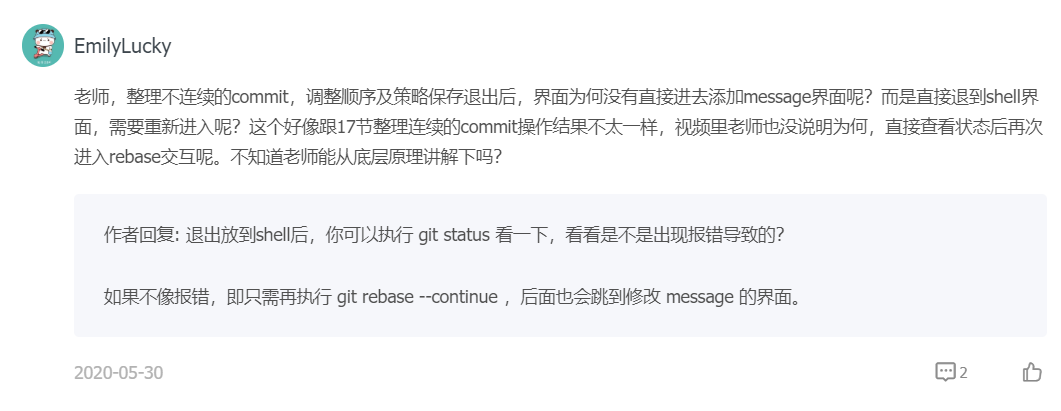 EmilyLucky
老师，整理不连续的commit，调整顺序及策略保存退出后，界面为何没有直接进去添加message界面呢？而是直接退到shell界
面，需要重新进入呢？这个好像跟17节整理连续的commit操作结果不太一样，视频里老师也没说明为何，直接查看状态后再次
进入rebase交互呢。不知道老师能从底层原理讲解下吗？
作者回复: 退出放到shell后，你可以执行 git status 看一下，看看是不是出现报错导致的？
如果不像报错，即只需再执行 git rebase --continue ，后面也会跳到修改 message 的界面。
2020-05-30
2